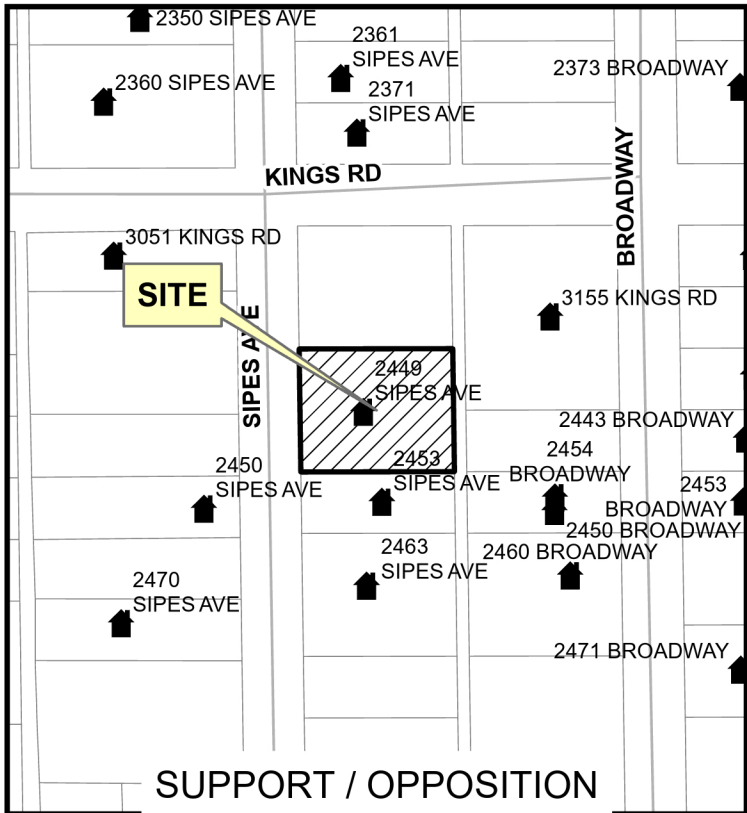 2350 SIPES AVE
2361
SIPES AVE
2360 SIPES AVE
2371
SIPES AVE
2373 BROADWAY
KINGS RD
BROADWAY
3051 KINGS RD
SITE
3155 KINGS RD
SIPES AVE
2449
SIPES AVE
2443 BROADWAY
2454
BROADWAY
2450
SIPES AVE
2453
SIPES AVE
2453
BROADWAY
2450 BROADWAY
2463
SIPES AVE
2460 BROADWAY
2470
SIPES AVE
2471 BROADWAY
SUPPORT / OPPOSITION